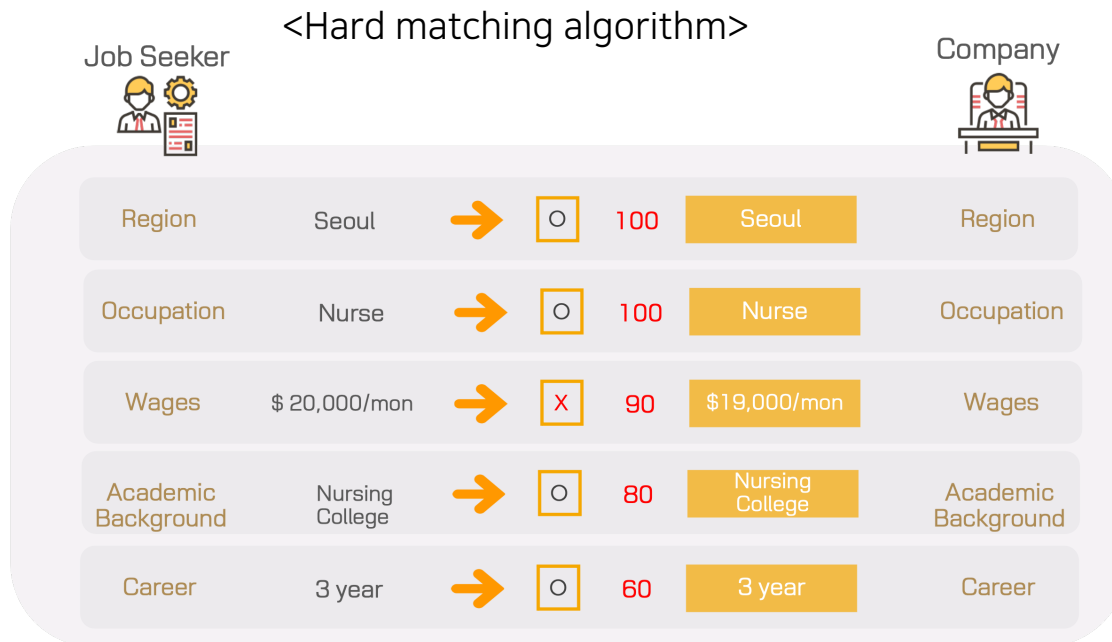 <Hard matching algorithm>
Job Seeker
Company
Region Seoul O 100 Seoul Region
Occupation Nurse O 100 Nurse Occupation
Wages $ 20,000/mon X 90 $19,000/mon Wages
Academic
Background
Nursing
College
O 80
Nursing
College
Academic
Background
Career 3 year O 60 3 year Career